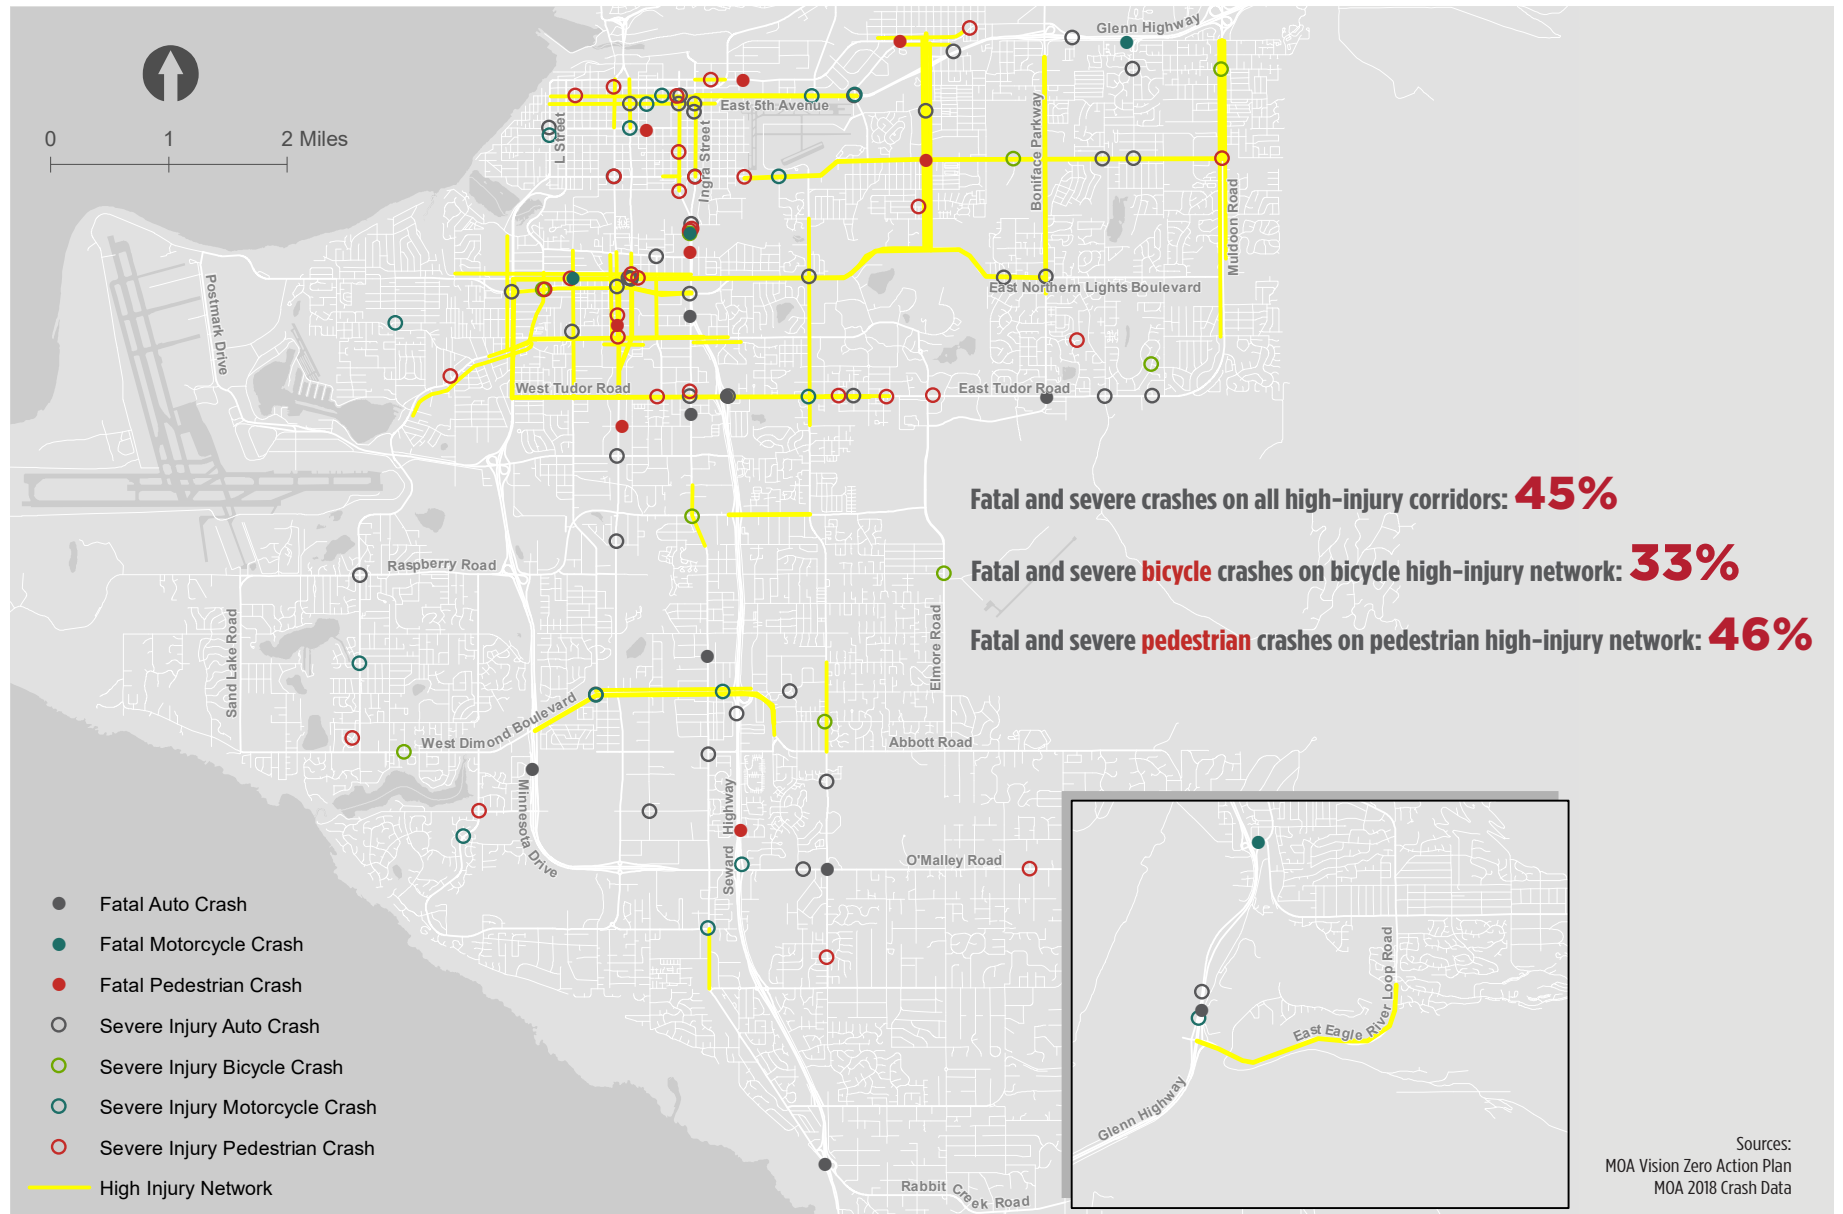 Glenn Highway
0 1 2 Miles
East 5th Avenue
L Street
Ingra Street
Boniface Parkway
Muldoon Road
Postmark Drive
East Northern Lights Boulevard
West Tudor Road
East Tudor Road
Fatal and severe crashes on all high-injury corridors: 45%
Raspberry Road
Fatal and severe bicycle crashes on bicycle high-injury network: 33%
Sand Lake Road
Elmore Road
Fatal and severe pedestrian crashes on pedestrian high-injury network: 46%
West Dimond Boulevard
Abbott Road
Minnesota Drive
Seward Highway
O'Malley Road
Fatal Auto Crash
Fatal Motorcycle Crash
Fatal Pedestrian Crash
Severe Injury Auto Crash
Severe Injury Bicycle Crash
Severe Injury Motorcycle Crash
Severe Injury Pedestrian Crash
High Injury Network
East Eagle River Loop Road
Glenn Highway
Rabbit Creek Road
Sources:
MOA Vision Zero Action Plan
MOA 2018 Crash Data